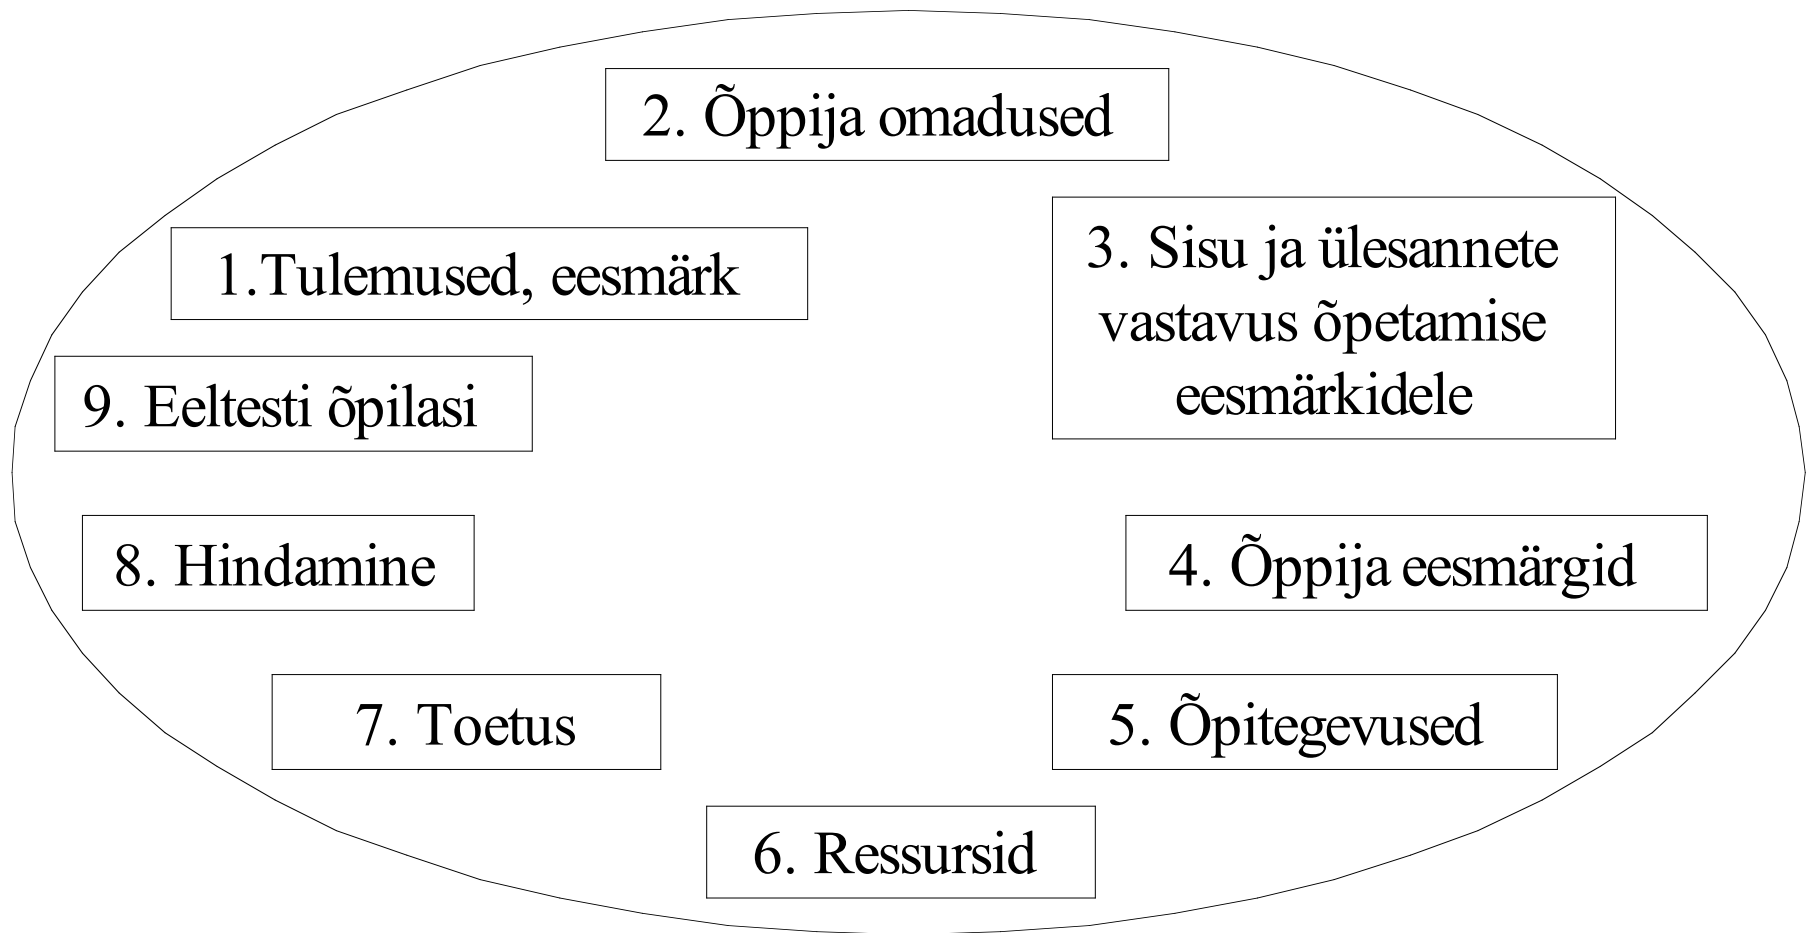 2. Õppija omadused
1.Tulemused, eesmärk
3. Sisu ja ülesannete
vastavus õpetamise
eesmärkidele
9. Eeltesti õpilasi
8. Hindamine
4. Õppija eesmärgid
7. Toetus
5. Õpitegevused
6. Ressursid